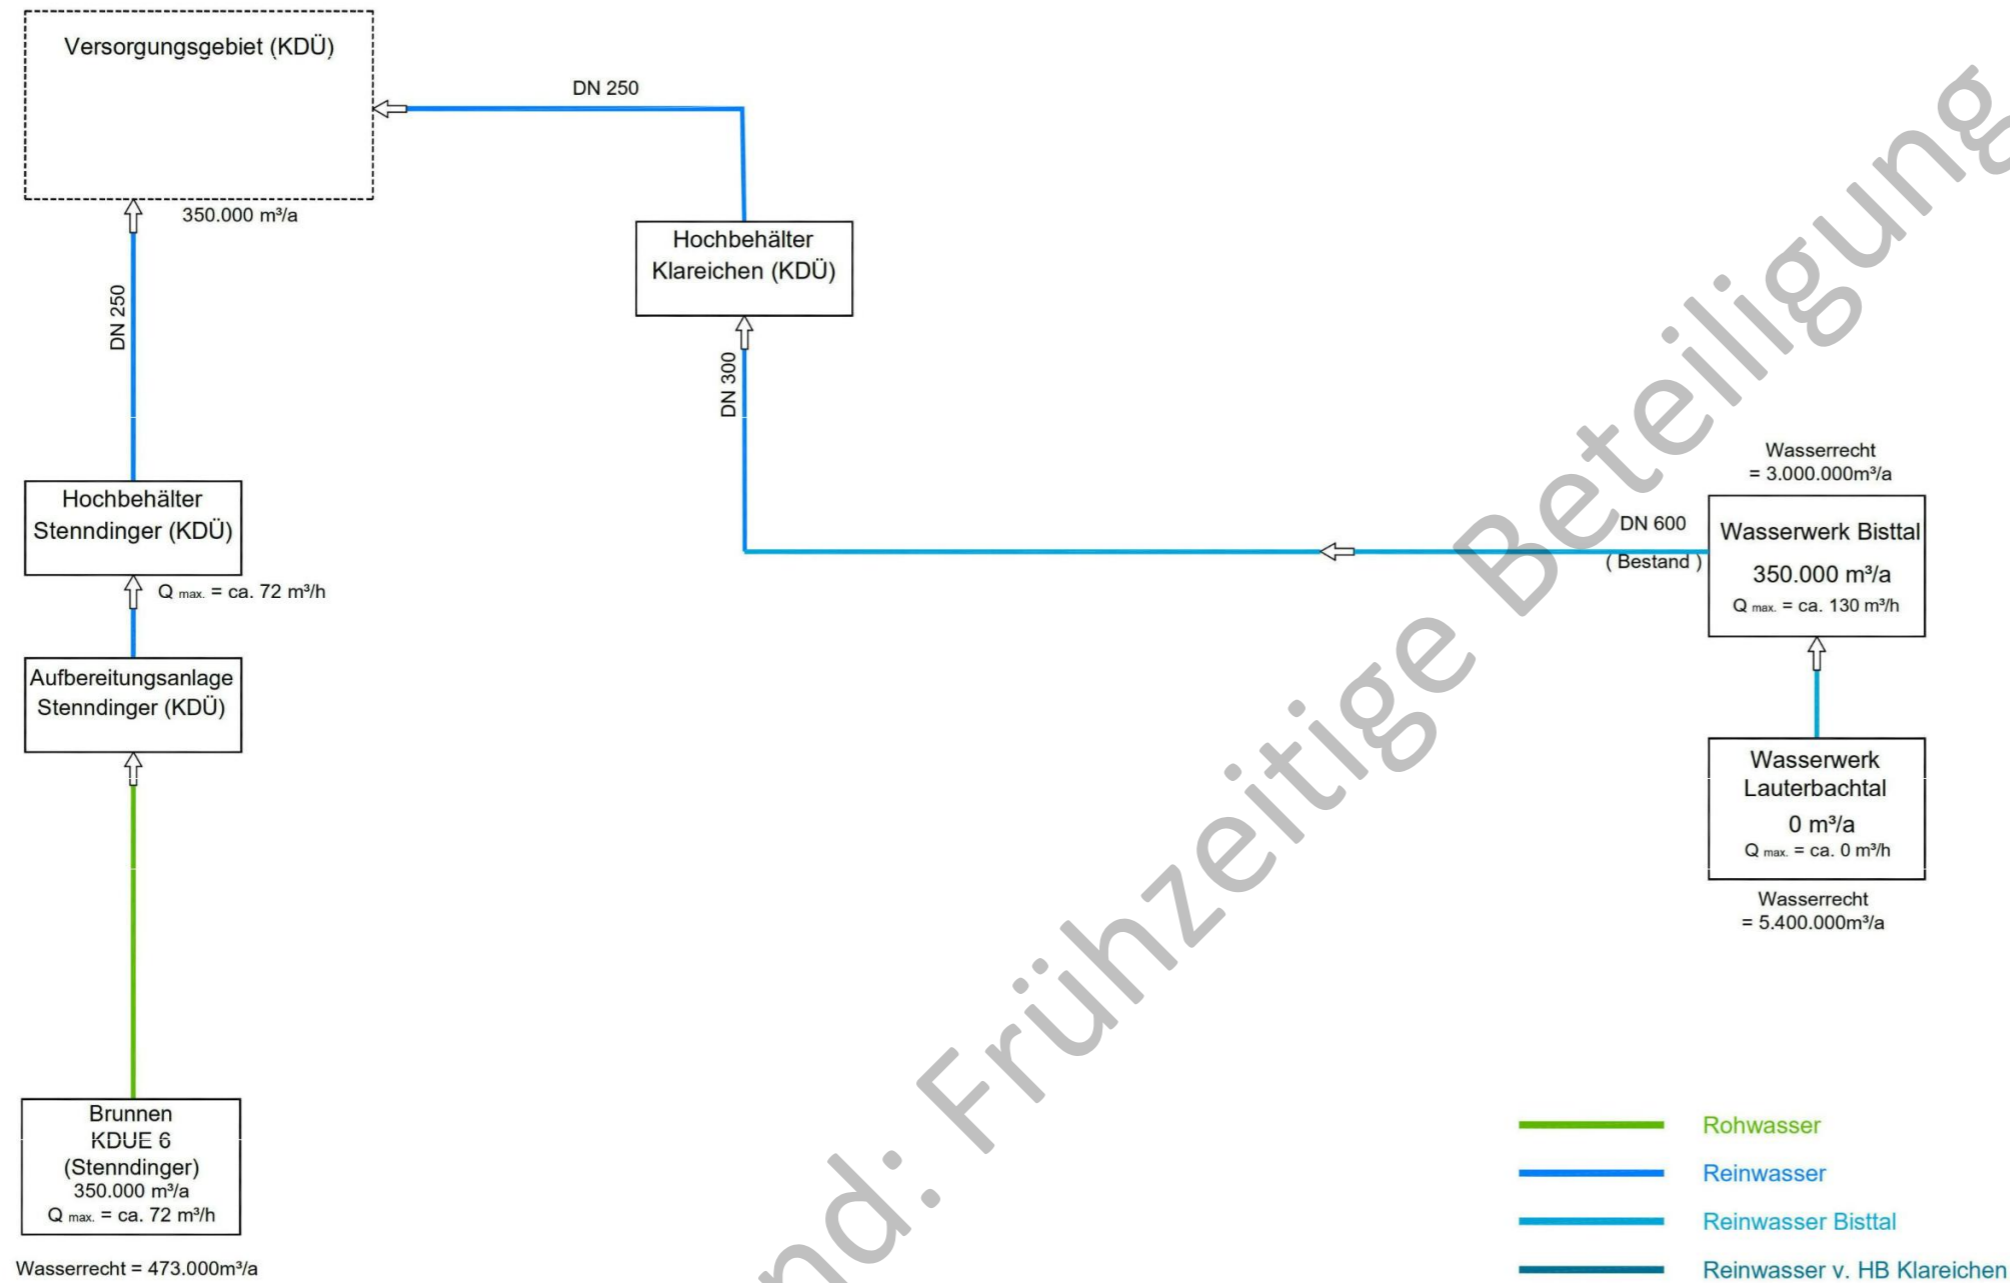 Versorgungsgebiet (KDÜ)
350.000 m³/a
DN 250
DN 250
Hochbehälter
Klareichen (KDÜ)
DN 300
Hochbehälter
Stenndinger (KDÜ)
Q max. = ca. 72 m³/h
Aufbereitungsanlage
Stenndinger (KDÜ)
Brunnen
KDUE 6
(Stenndinger)
350.000 m³/a
Q max. = ca. 72 m³/h
Wasserrecht = 473.000m³/a
Wasserrecht
= 3.000.000m³/a
DN 600
( Bestand )
Wasserwerk Bisttal
350.000 m³/a
Q max. = ca. 130 m³/h
Wasserwerk
Lauterbachtal
0 m³/a
Q max. = ca. 0 m³/h
Wasserrecht
= 5.400.000m³/a
Rohwasser
Reinwasser
Reinwasser Bisttal
Reinwasser v. HB Klareichen
Frühzeitige Beteiligung